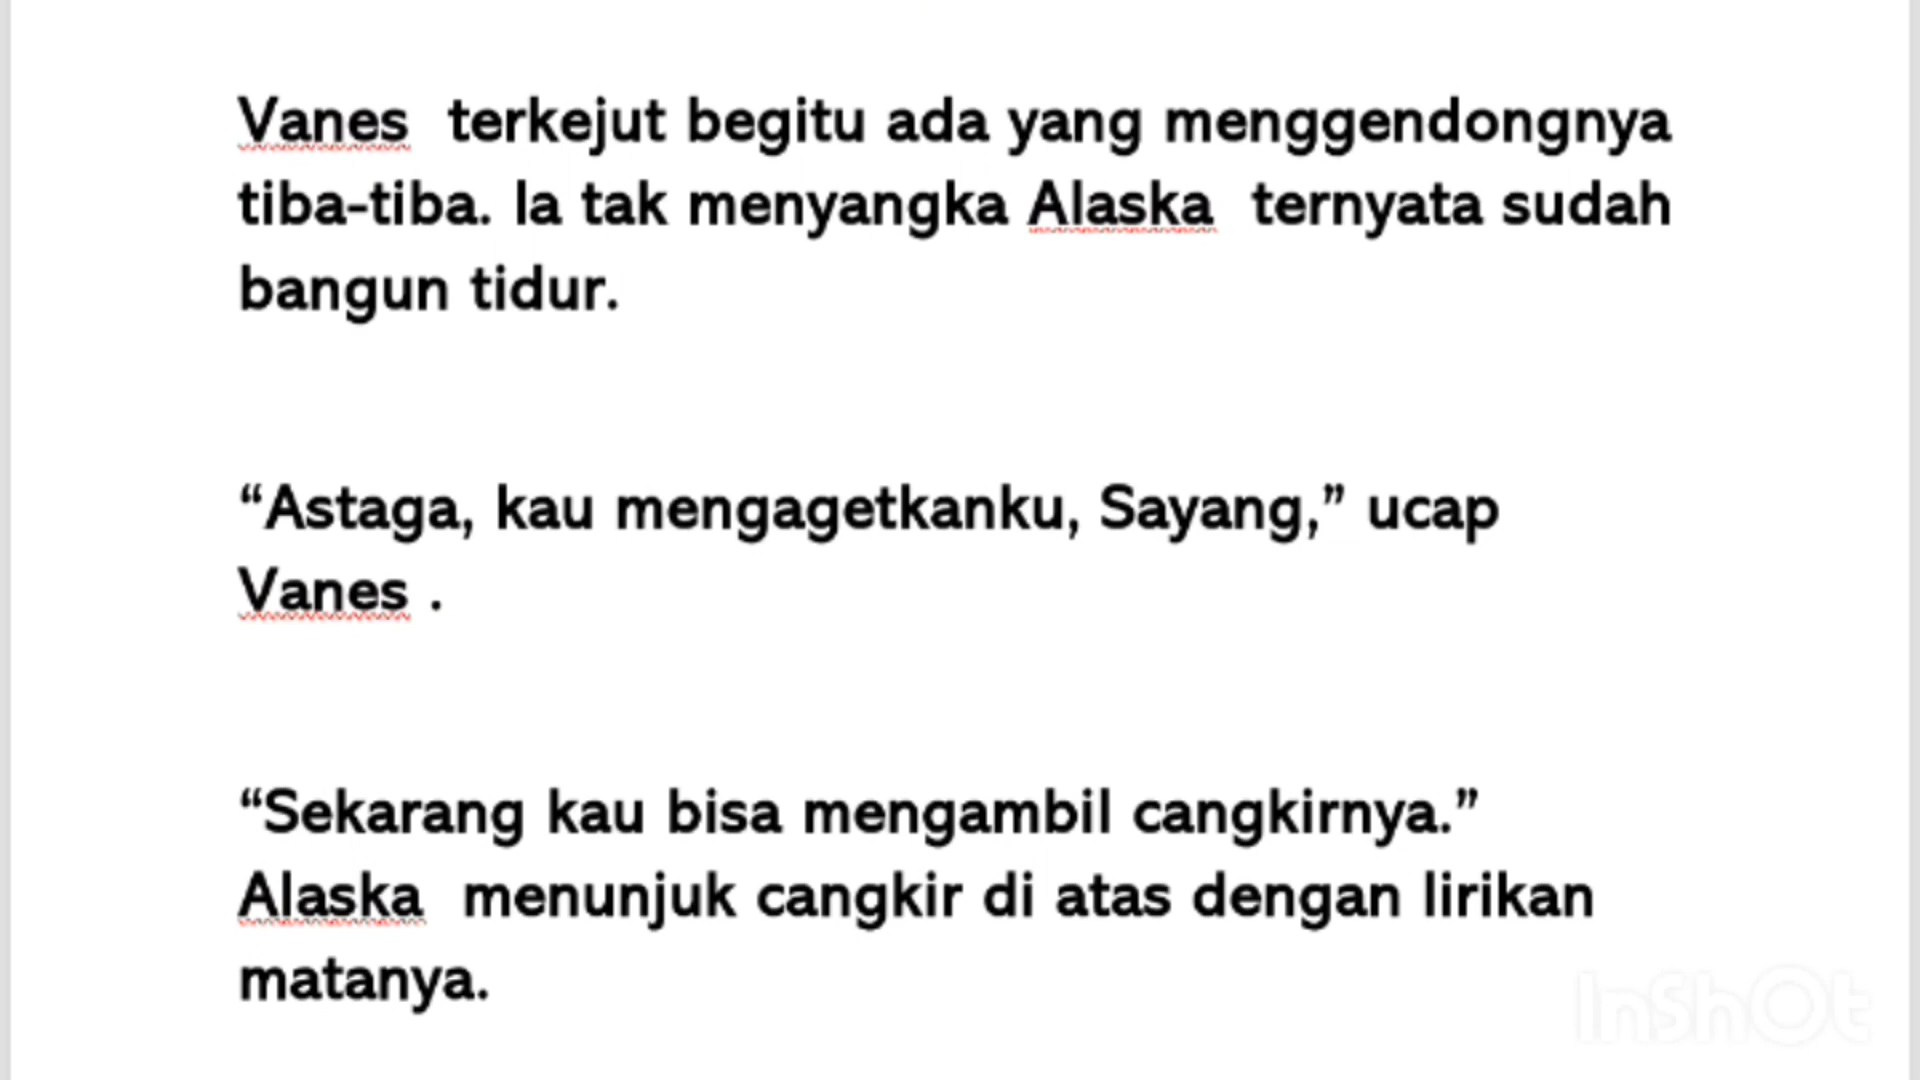 Vanes  terkejut begitu ada yang menggendongnya
tiba-tiba. Ia tak menyangka Alaska  ternyata sudah
bangun tidur.
“Astaga, kau mengagetkanku, Sayang,” ucap
Vanes .
“Sekarang kau bisa mengambil cangkirnya.”
Alaska  menunjuk cangkir di atas dengan lirikan
matanya.
InShOt